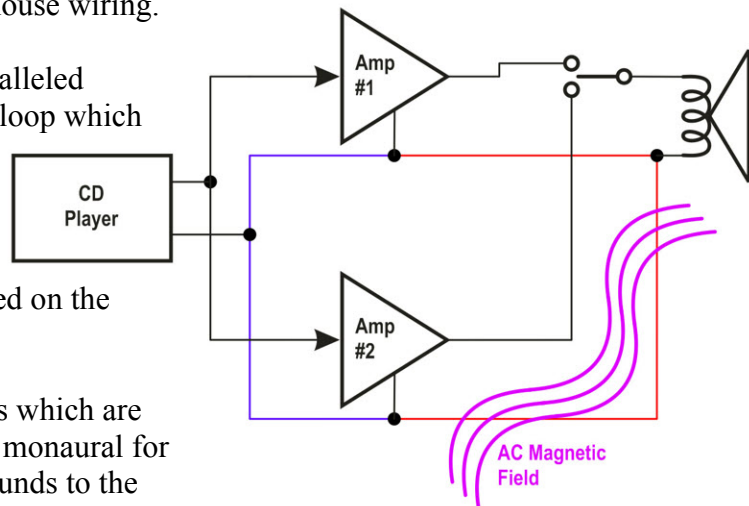 house wiring.
alleled
loop which
ed on the
s which are
monaural for
unds to the
Amp
#1
CD
Player
Amp
#2
AC Magnetic
Field